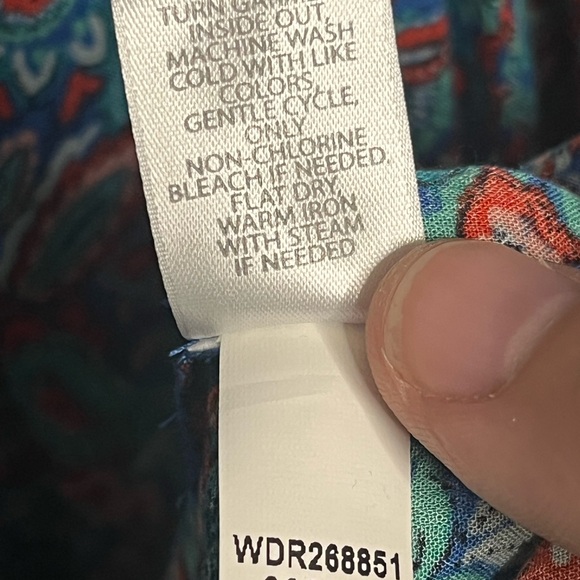 TURN
INSIDE OUT,
MACHINE WASH
COLD WITH LIKE
COLORS,
GENTLE CYCLE,
ONLY
NON-CHLORINE
BLEACH IF NEEDED
FLAT DRY,
WARM IRON
WITH STEAM
IF NEEDED
WDR268851